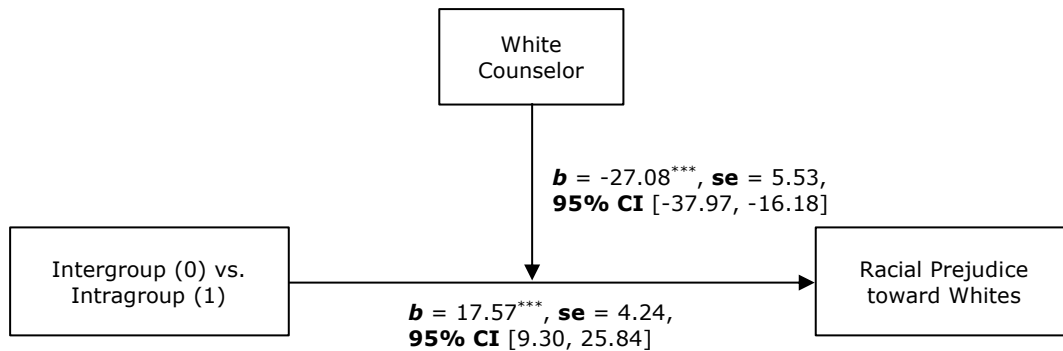 White
Counselor
b = -27.08***, se = 5.53,
95% CI [-37.97, -16.18]
Intergroup (0) vs.
Intragroup (1)
Racial Prejudice
toward Whites
b = 17.57***, se = 4.24,
95% CI [9.30, 25.84]